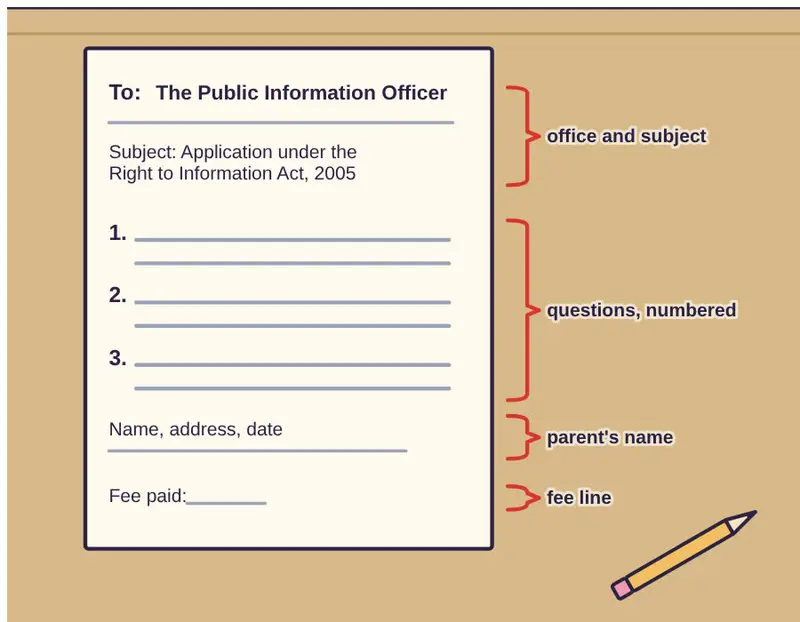 To: The Public Information Officer
office and subject
Subject: Application under the
Right to Information Act, 2005
1.
2.
questions, numbered
3.
Name, address, date
parent's name
Fee paid:
fee line